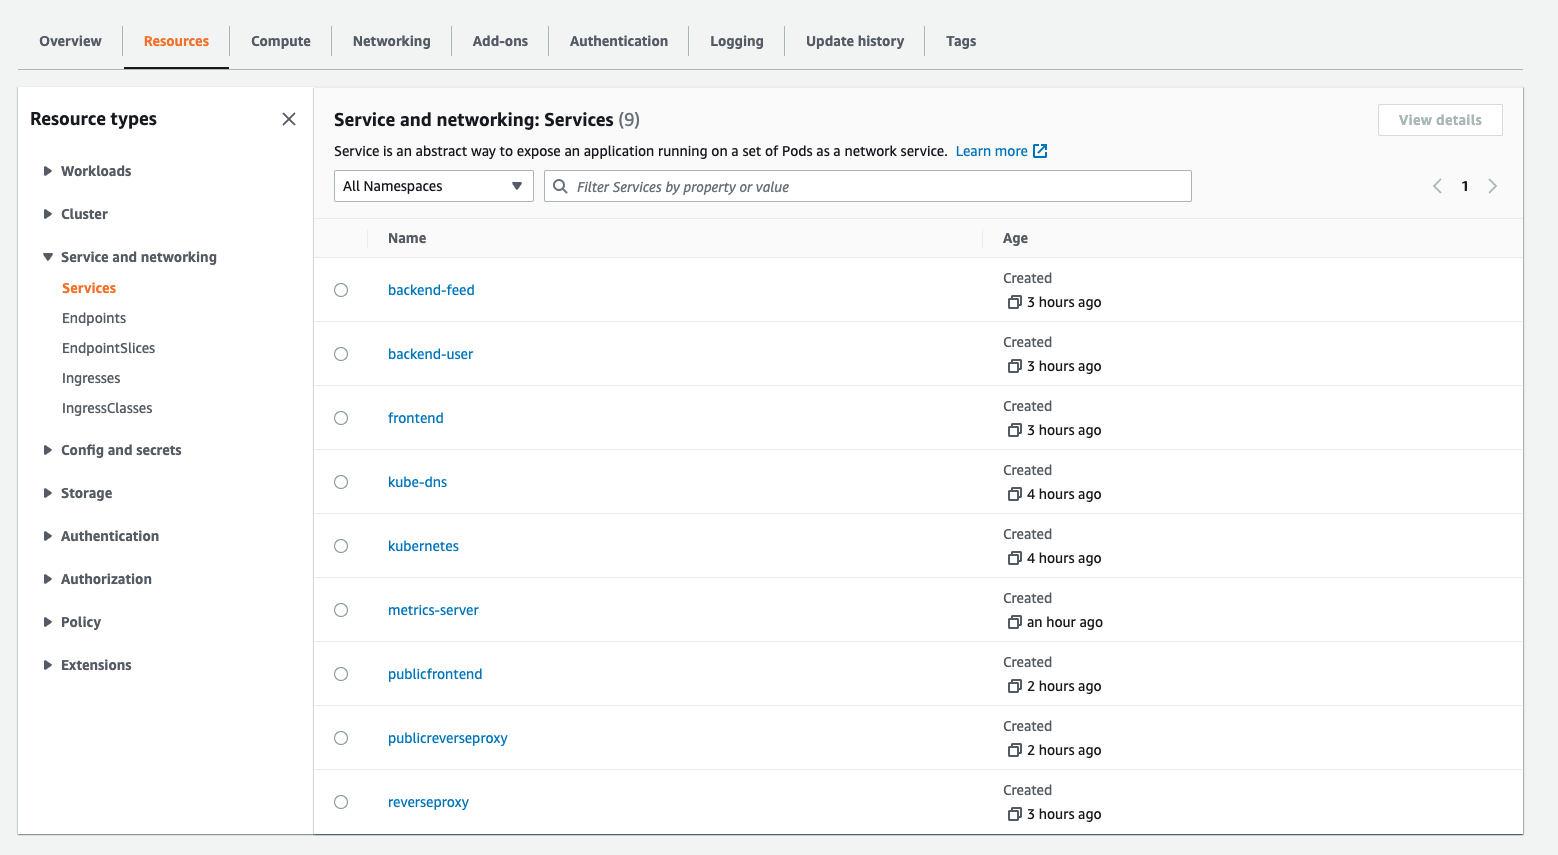 Overview Resources Compute Networking Add-ons Authentication Logging Update history Tags
Resource types
Workloads
Cluster
Service and networking
Services
Endpoints
EndpointSlices
Ingresses
IngressClasses
Config and secrets
Storage
Authentication
Authorization
Policy
Extensions
Service and networking: Services (9)
View details
Service is an abstract way to expose an application running on a set of Pods as a network service. Learn more
All Namespaces Filter Services by property or value 1
Name Age
backend-feed Created
3 hours ago
backend-user Created
3 hours ago
frontend Created
3 hours ago
kube-dns Created
4 hours ago
kubernetes Created
4 hours ago
metrics-server Created
an hour ago
publicfrontend Created
2 hours ago
publicreverseproxy Created
2 hours ago
reverseproxy Created
3 hours ago